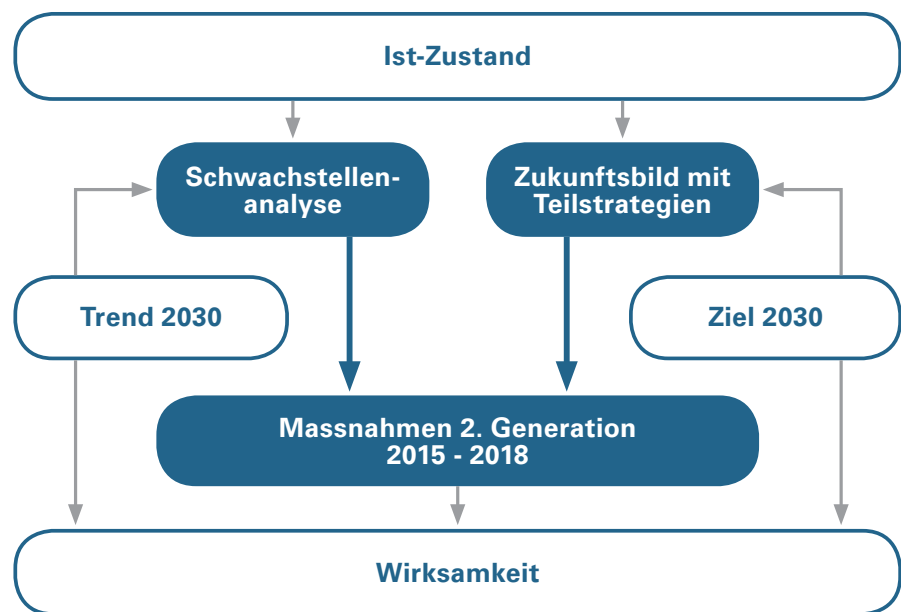 Ist-Zustand
Schwachstellen-
analyse
Zukunftsbild mit
Teilstrategien
Trend 2030
Ziel 2030
Massnahmen 2. Generation
2015 - 2018
Wirksamkeit